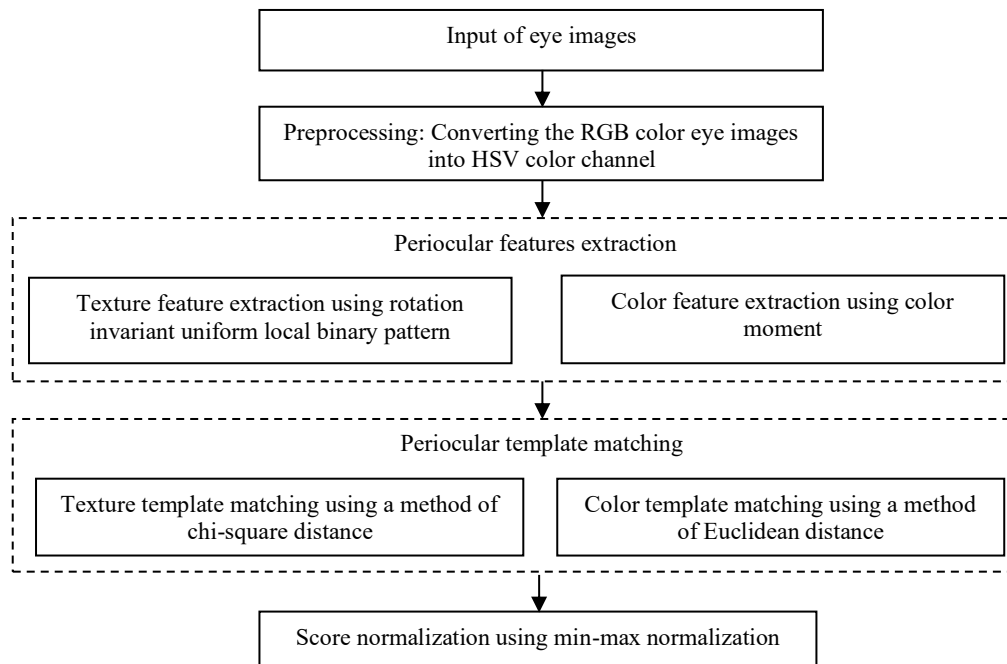 Input of eye images
Preprocessing: Converting the RGB color eye images
into HSV color channel
Periocular features extraction
Texture feature extraction using rotation
invariant uniform local binary pattern
Color feature extraction using color
moment
Periocular template matching
Texture template matching using a method of
chi-square distance
Color template matching using a method
of Euclidean distance
Score normalization using min-max normalization